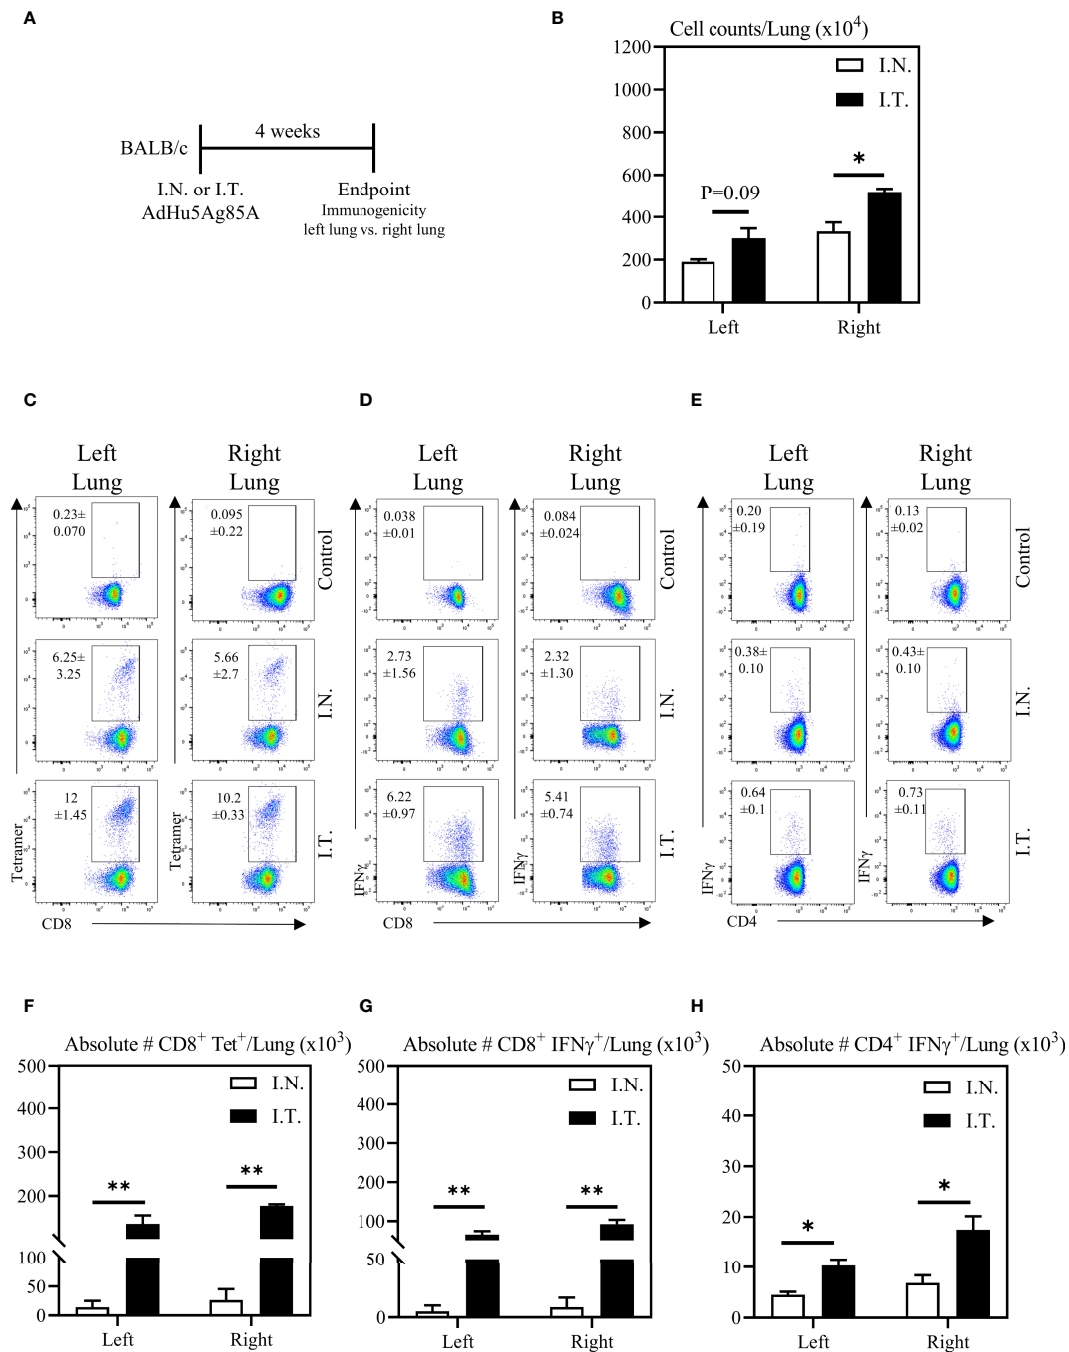 A
BALB/c
4 weeks
I.N. or I.T.
AdHu5Ag85A
Endpoint
Immunogenicity
left lung vs. right lung
B
Cell counts/Lung (x10⁴)
1200
1000
800
600
400
200
0
I.N.
I.T.
P=0.09
*
Left
Right
C
Left
Lung
Right
Lung
0.23±
0.070
0.095
±0.22
Control
6.25±
3.25
5.66
±2.7
I.N.
12
±1.45
10.2
±0.33
I.T.
Tetramer
Tetramer
CD8
D
Left
Lung
Right
Lung
0.038
±0.01
0.084
±0.024
Control
2.73
±1.56
2.32
±1.30
I.N.
6.22
±0.97
5.41
±0.74
I.T.
IFNγ
IFNγ
CD8
E
Left
Lung
Right
Lung
0.20
±0.19
0.13
±0.02
Control
0.38±
0.10
0.43±
0.10
I.N.
0.64
±0.1
0.73
±0.11
I.T.
IFNγ
IFNγ
CD4
F
Absolute # CD8⁺ Tet⁺/Lung (x10³)
500
400
300
200
100
50
0
I.N.
I.T.
**
**
Left
Right
G
Absolute # CD8⁺ IFNγ⁺/Lung (x10³)
500
400
300
200
100
50
0
I.N.
I.T.
**
**
Left
Right
H
Absolute # CD4⁺ IFNγ⁺/Lung (x10³)
50
40
30
20
10
0
I.N.
I.T.
*
*
Left
Right